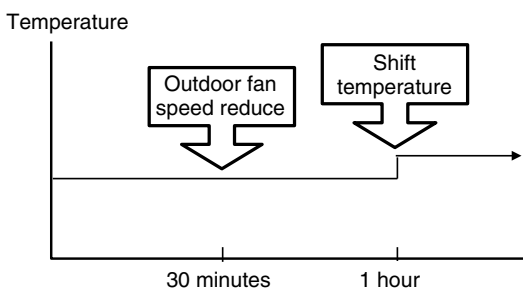 Temperature
Outdoor fan
speed reduce
Shift
temperature
30 minutes
1 hour